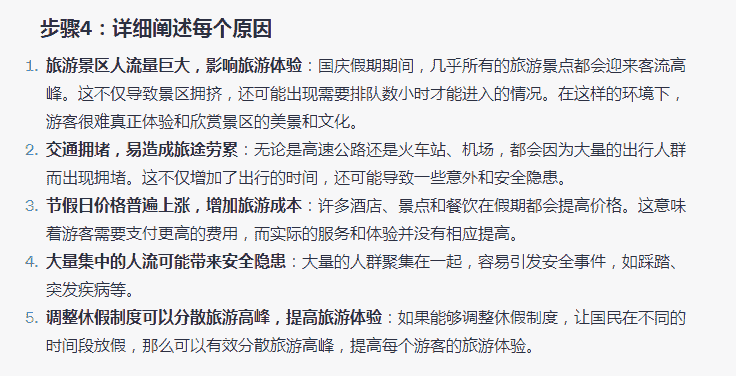 步骤4：详细阐述每个原因
1. 旅游景区人流量巨大，影响旅游体验：国庆假期期间，几乎所有的旅游景点都会迎来客流高
峰。这不仅导致景区拥挤，还可能出现需要排队数小时才能进入的情况。在这样的环境下，
游客很难真正体验和欣赏景区的美景和文化。
2. 交通拥堵，易造成旅途劳累：无论是高速公路还是火车站、机场，都会因为大量的出行人群
而出现拥堵。这不仅增加了出行的时间，还可能导致一些意外和安全隐患。
3. 节假日价格普遍上涨，增加旅游成本：许多酒店、景点和餐饮在假期都会提高价格。这意味
着游客需要支付更高的费用，而实际的服务和体验并没有相应提高。
4. 大量集中的人流可能带来安全隐患：大量的人群聚集在一起，容易引发安全事件，如踩踏、
突发疾病等。
5. 调整休假制度可以分散旅游高峰，提高旅游体验：如果能够调整休假制度，让国民在不同的
时间段放假，那么可以有效分散旅游高峰，提高每个游客的旅游体验。